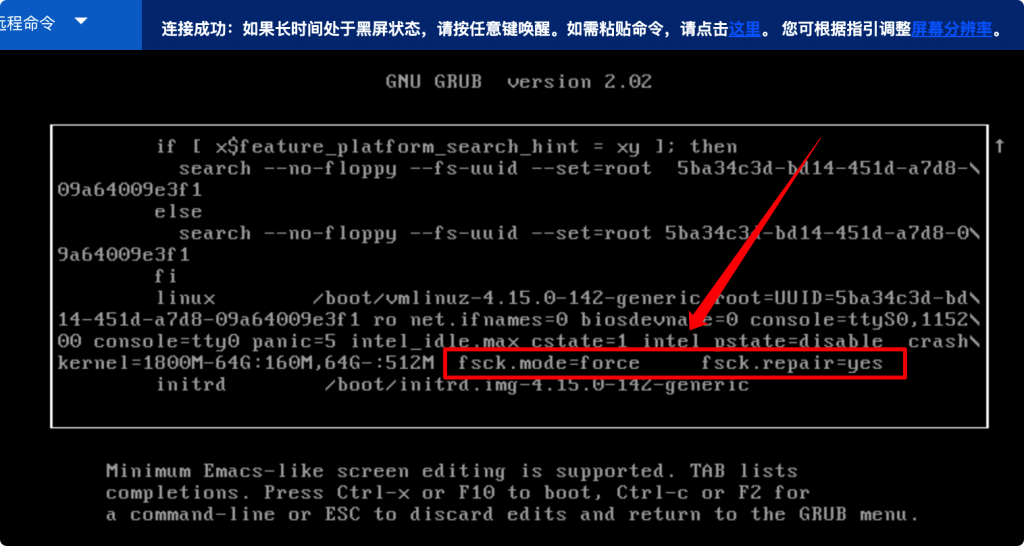 远程命令
连接成功：如果长时间处于黑屏状态，请按任意键唤醒。如需粘贴命令，请点击这里。 您可根据指引调整屏幕分辨率。
GNU GRUB version 2.02
if [ x$feature_platform_search_hint = xy ]; then
search --no-floppy --fs-uuid --set=root 5ba34c3d-bd14-451d-a7d8-\
09a64009e3f1
else
search --no-floppy --fs-uuid --set=root 5ba34c3d-bd14-451d-a7d8-0\
9a64009e3f1
fi
linux /boot/vmlinuz-4.15.0-142-generic root=UUID=5ba34c3d-bd\
14-451d-a7d8-09a64009e3f1 ro net.ifnames=0 biosdevname=0 console=ttyS0,1152\
00 console=tty0 panic=5 intel_idle.max_cstate=1 intel_pstate=disable crash\
kernel=1800M-64G:160M,64G-:512M fsck.mode=force fsck.repair=yes
initrd /boot/initrd.img-4.15.0-142-generic
Minimum Emacs-like screen editing is supported. TAB lists
completions. Press Ctrl-x or F10 to boot, Ctrl-c or F2 for
a command-line or ESC to discard edits and return to the GRUB menu.